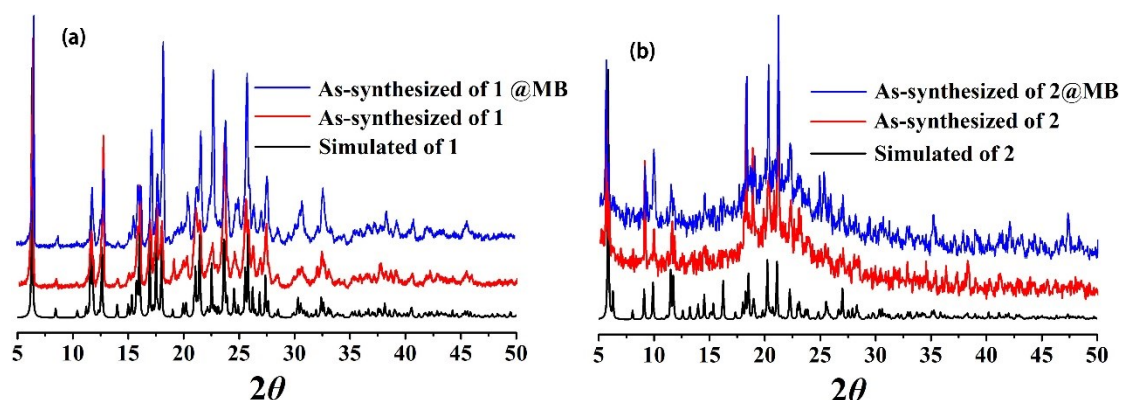 (a)
As-synthesized of 1 @MB
As-synthesized of 1
Simulated of 1
5 10 15 20 25 30 35 40 45 50
2θ
(b)
As-synthesized of 2@MB
As-synthesized of 2
Simulated of 2
5 10 15 20 25 30 35 40 45 50
2θ